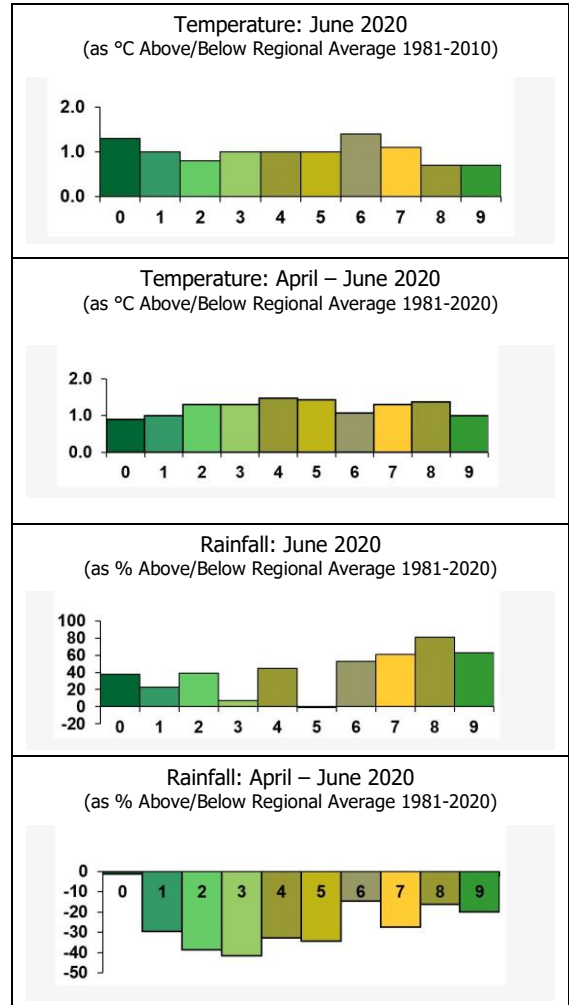 Temperature: June 2020
(as °C Above/Below Regional Average 1981-2010)
2.0
1.0
0.0
0 1 2 3 4 5 6 7 8 9
Temperature: April – June 2020
(as °C Above/Below Regional Average 1981-2020)
2.0
1.0
0.0
0 1 2 3 4 5 6 7 8 9
Rainfall: June 2020
(as % Above/Below Regional Average 1981-2020)
100
80
60
40
20
0
-20
0 1 2 3 4 5 6 7 8 9
Rainfall: April – June 2020
(as % Above/Below Regional Average 1981-2020)
0
-10
0 1 2 3 4 5 6 7 8 9
-20
-30
-40
-50